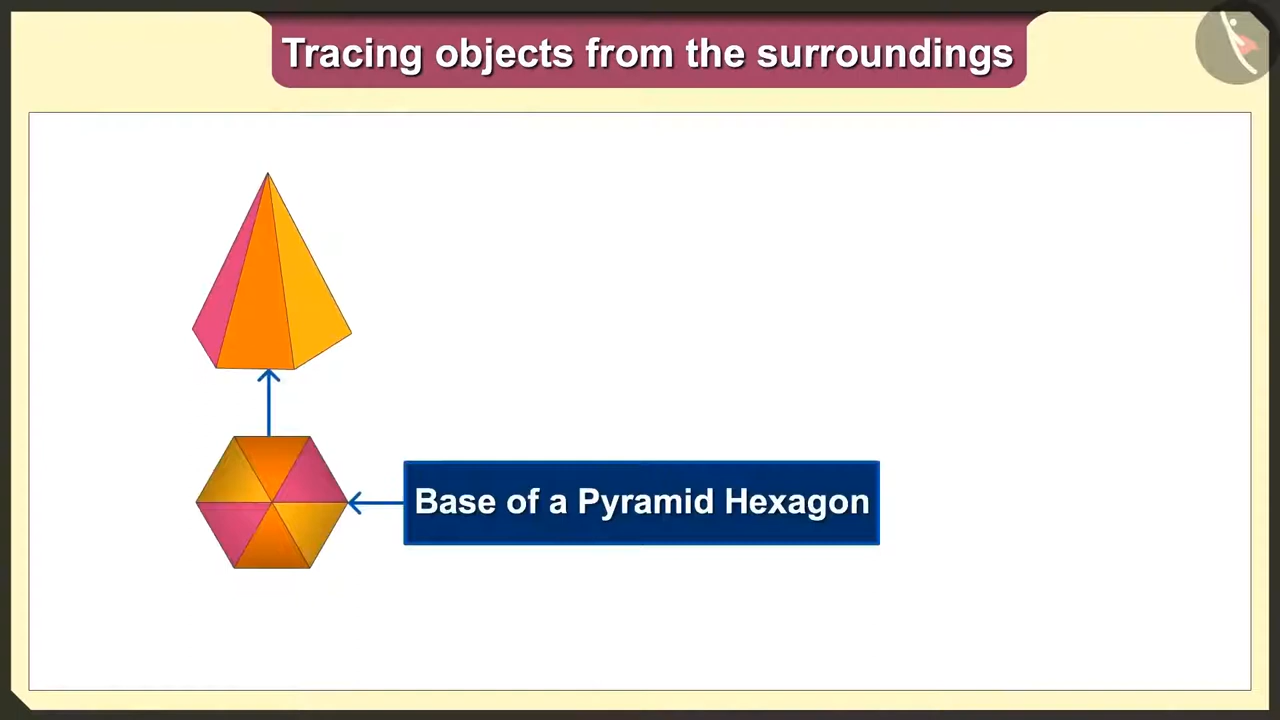 Tracing objects from the surroundings
Base of a Pyramid Hexagon